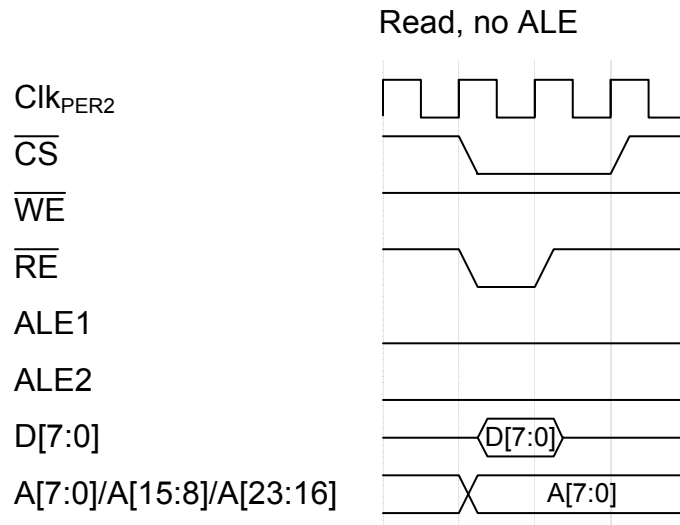 Read, no ALE
ClkPER2
CS
WE
RE
ALE1
ALE2
D[7:0]
D[7:0]
A[7:0]/A[15:8]/A[23:16]
A[7:0]